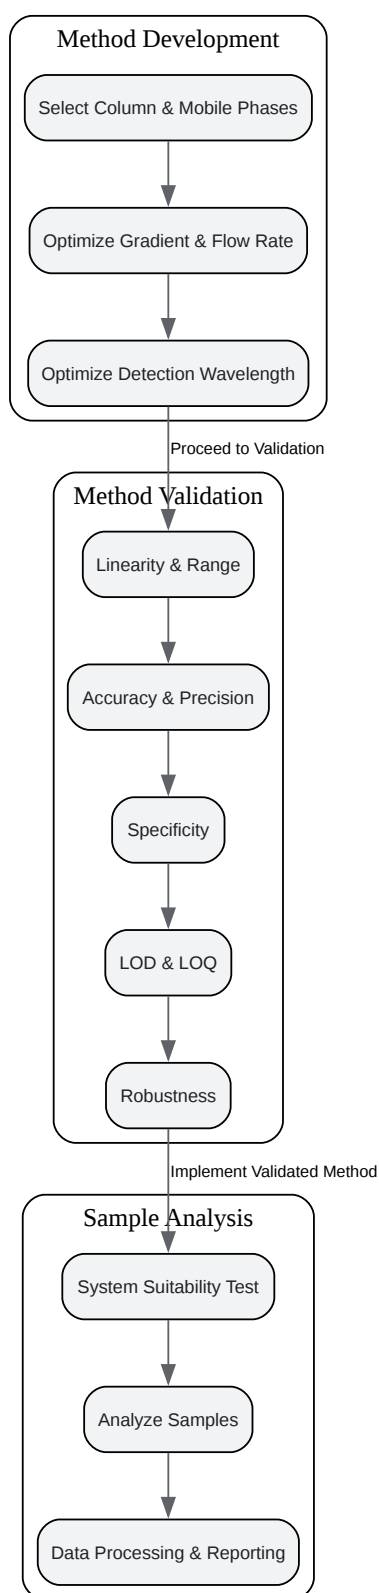 Method Development
Select Column & Mobile Phases
Optimize Gradient & Flow Rate
Optimize Detection Wavelength
Proceed to Validation
Method Validation
Linearity & Range
Accuracy & Precision
Specificity
LOD & LOQ
Robustness
Implement Validated Method
Sample Analysis
System Suitability Test
Analyze Samples
Data Processing & Reporting